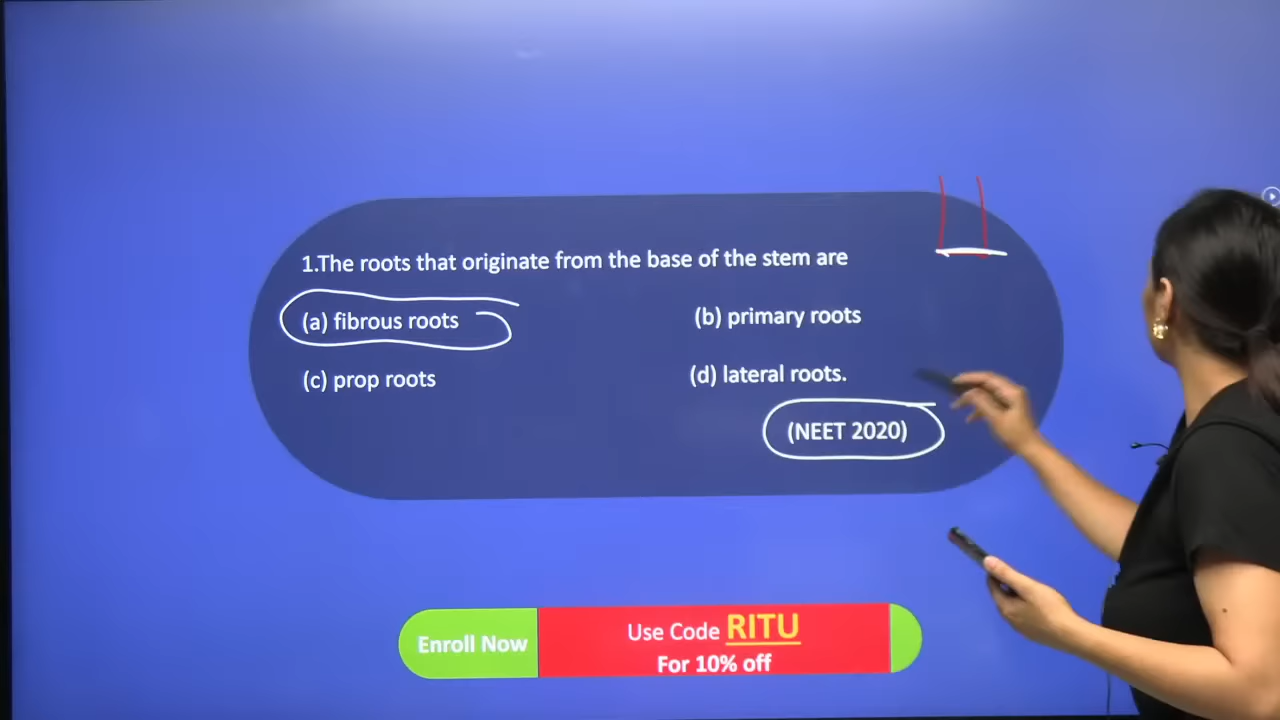 1.The roots that originate from the base of the stem are
(a) fibrous roots
(b) primary roots
(c) prop roots
(d) lateral roots.
(NEET 2020)
Enroll Now
Use Code RITU
For 10% off